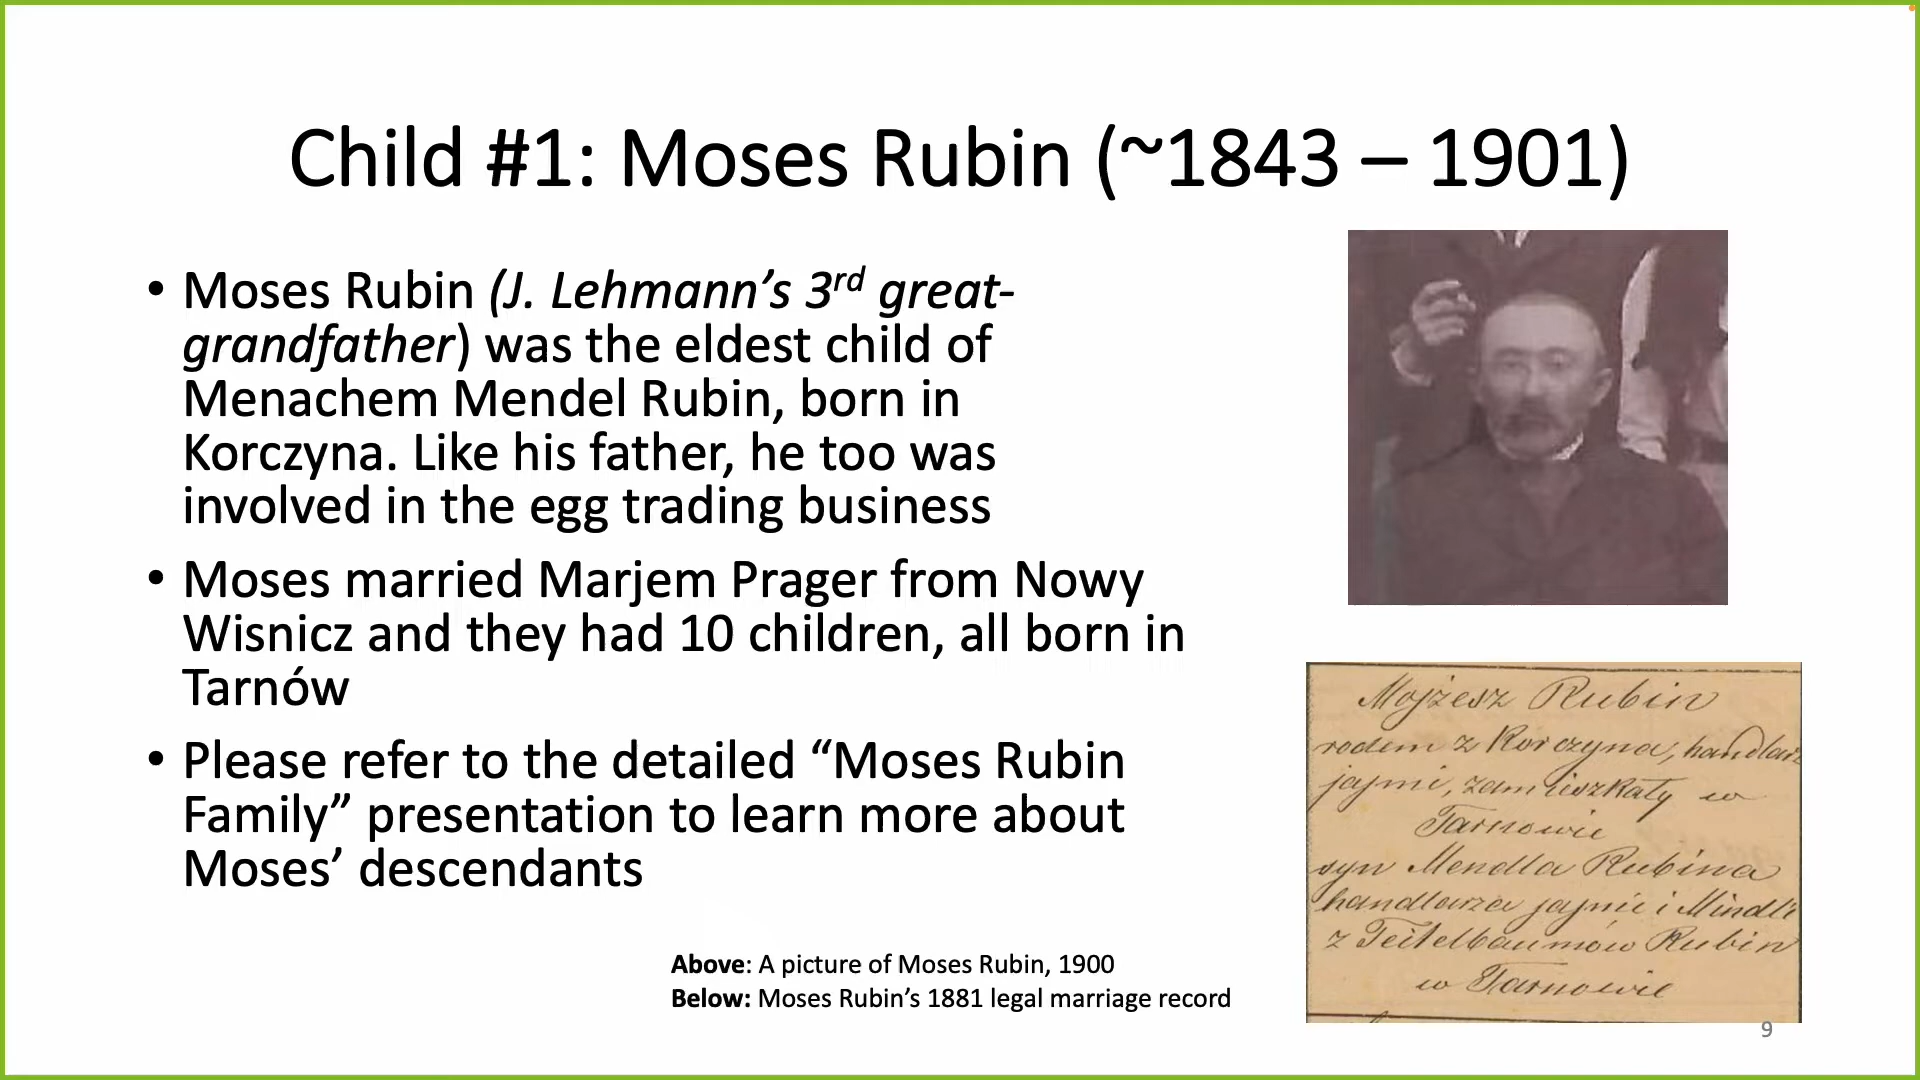 Child #1: Moses Rubin (~1843 – 1901)
• Moses Rubin (J. Lehmann’s 3rd great-
grandfather) was the eldest child of
Menachem Mendel Rubin, born in
Korczyna. Like his father, he too was
involved in the egg trading business
• Moses married Marjem Prager from Nowy
Wisnicz and they had 10 children, all born in
Tarnów
• Please refer to the detailed “Moses Rubin
Family” presentation to learn more about
Moses’ descendants
Above: A picture of Moses Rubin, 1900
Below: Moses Rubin’s 1881 legal marriage record
Mojżesz Rubin
rodem z Korczyna, handlarz
jajmi, zamieszkały w
Tarnowie
syn Mendla Rubina
handlarza jajmi i Mindli
z Teitelbaumów Rubin
w Tarnowie
9